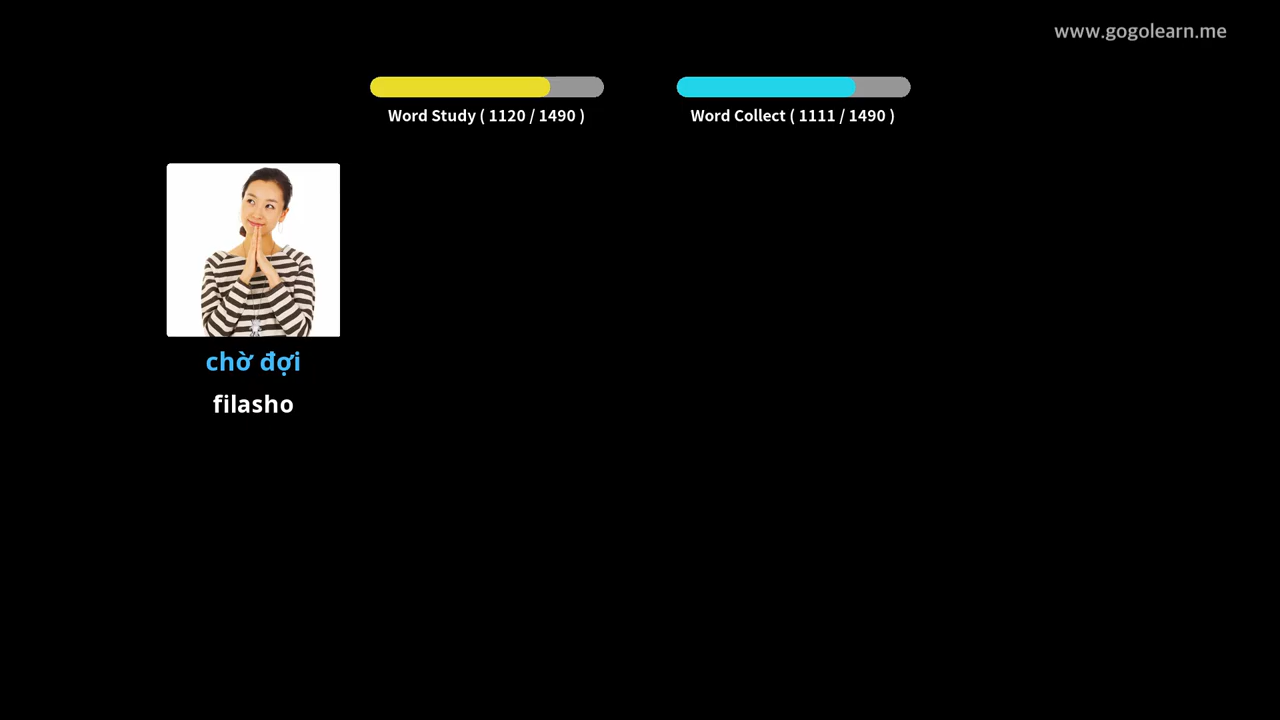 www.gogolearn.me
Word Study ( 1120 / 1490 )
Word Collect ( 1111 / 1490 )
chờ đợi
filasho